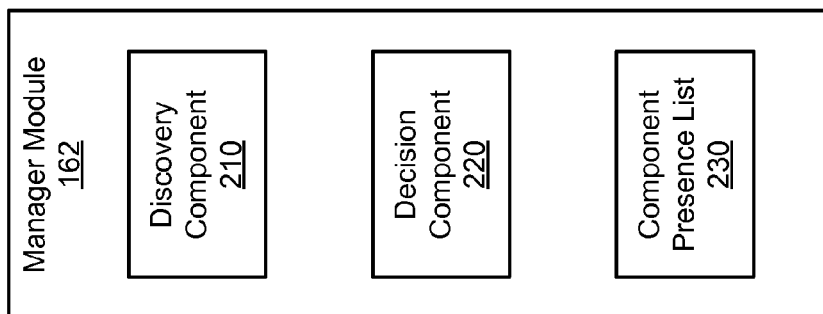 Manager Module
162
Discovery
Component
210
Decision
Component
220
Component
Presence List
230